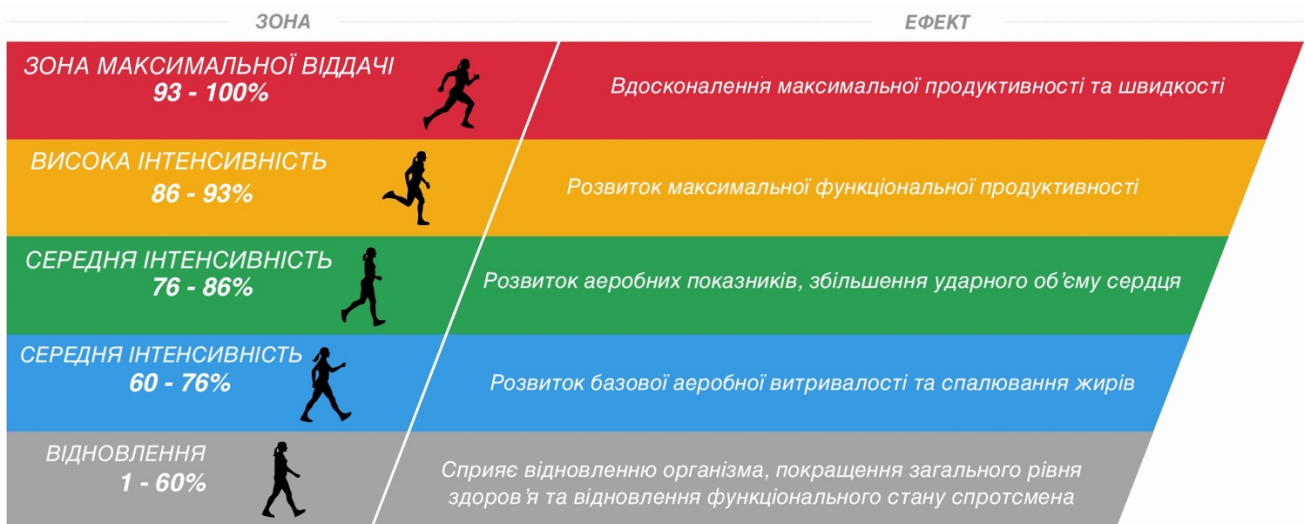 ЗОНА
ЕФЕКТ
ЗОНА МАКСИМАЛЬНОЇ ВІДДАЧІ
93 - 100%
Вдосконалення максимальної продуктивності та швидкості
ВИСОКА ІНТЕНСИВНІСТЬ
86 - 93%
Розвиток максимальної функціональної продуктивності
СЕРЕДНЯ ІНТЕНСИВНІСТЬ
76 - 86%
Розвиток аеробних показників, збільшення ударного об’єму сердця
СЕРЕДНЯ ІНТЕНСИВНІСТЬ
60 - 76%
Розвиток базової аеробної витривалості та спалювання жирів
ВІДНОВЛЕННЯ
1 - 60%
Сприяє відновленню організма, покращення загального рівня
здоров’я та відновлення функціонального стану спротсмена